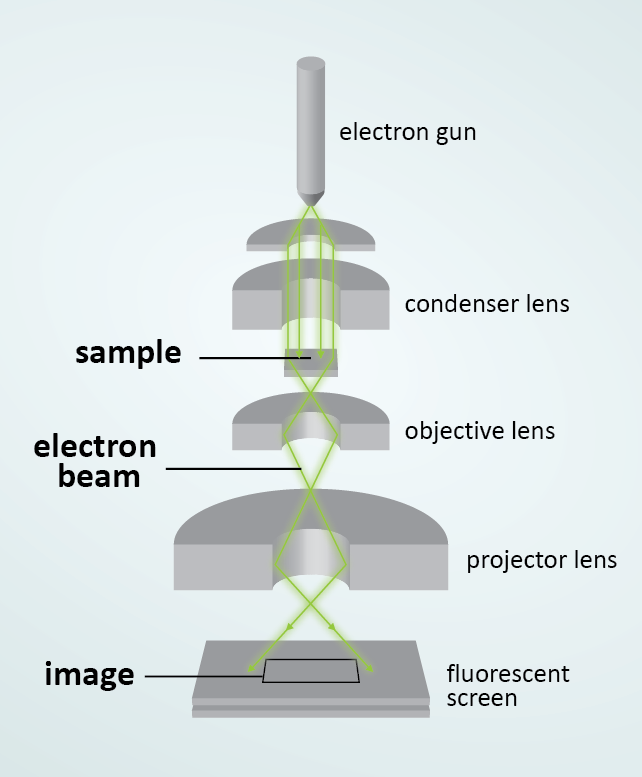 electron gun
condenser lens
sample
objective lens
electron
beam
projector lens
image
fluorescent
screen